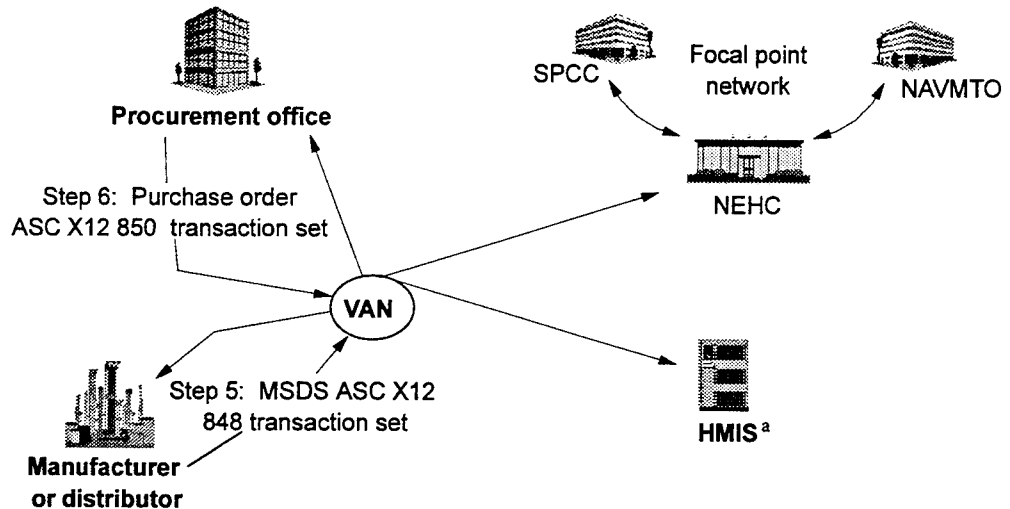 Procurement office
Step 6: Purchase order
ASC X12 850 transaction set
SPCC
Focal point
network
NAVMTO
NEHC
VAN
Step 5: MSDS ASC X12
848 transaction set
Manufacturer
or distributor
HMIS a